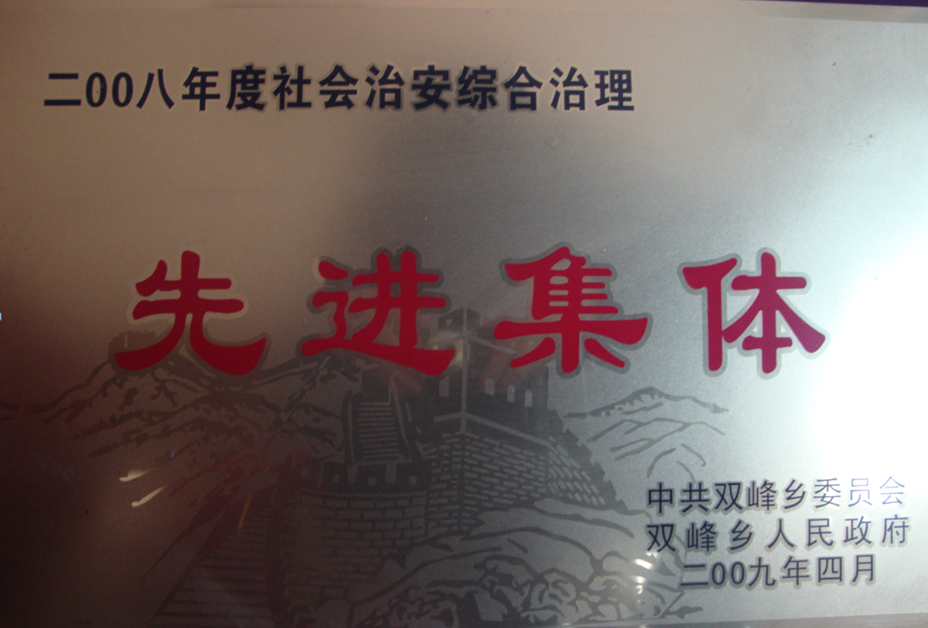 二00八年度社会治安综合治理
先进集体
中共双峰乡委员会
双峰乡人民政府
二00九年四月